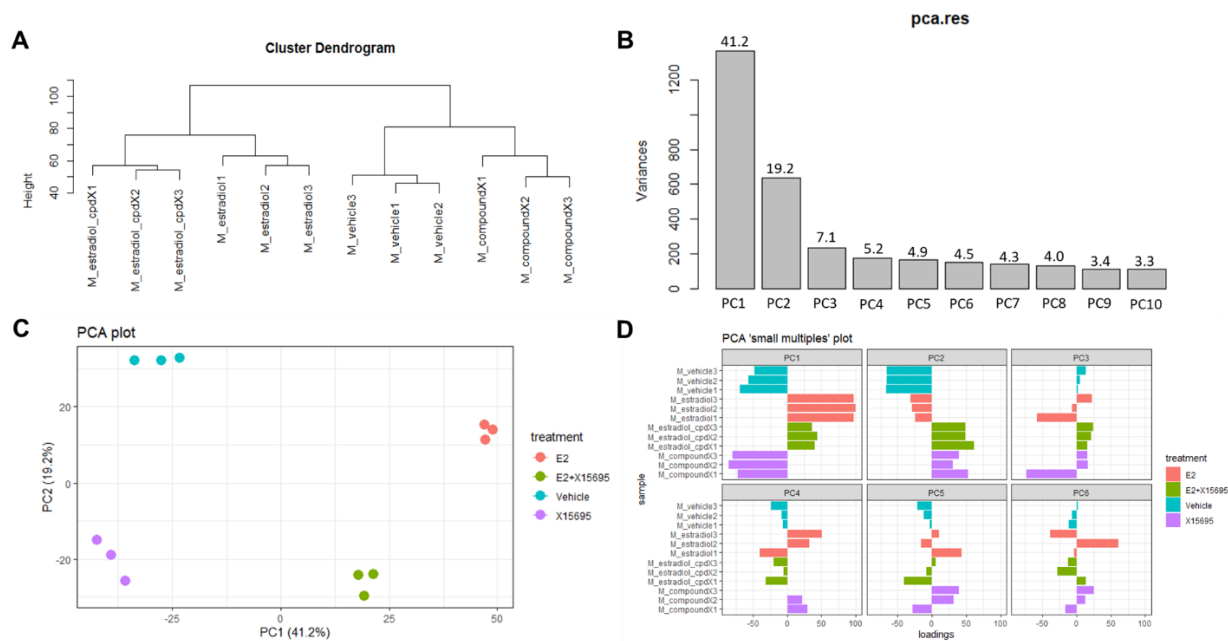 A
Cluster Dendrogram
Height
100
80
60
40
M_estradiol_cpdX1
M_estradiol_cpdX2
M_estradiol_cpdX3
M_estradiol1
M_estradiol2
M_estradiol3
M_vehicle3
M_vehicle1
M_vehicle2
M_compoundX1
M_compoundX2
M_compoundX3
B
pca.res
Variances
1200
1000
800
600
400
200
0
41.2
19.2
7.1
5.2
4.9
4.5
4.3
4.0
3.4
3.3
PC1 PC2 PC3 PC4 PC5 PC6 PC7 PC8 PC9 PC10
C
PCA plot
PC2 (19.2%)
20
0
-20
-25 0 25 50
PC1 (41.2%)
treatment
E2
E2+X15695
Vehicle
X15695
D
PCA 'small multiples' plot
PC1 PC2 PC3
M_vehicle3
M_vehicle2
M_vehicle1
M_estradiol3
M_estradiol2
M_estradiol1
M_estradiol_cpdX3
M_estradiol_cpdX2
M_estradiol_cpdX1
M_compoundX3
M_compoundX2
M_compoundX1
sample
PC4 PC5 PC6
M_vehicle3
M_vehicle2
M_vehicle1
M_estradiol3
M_estradiol2
M_estradiol1
M_estradiol_cpdX3
M_estradiol_cpdX2
M_estradiol_cpdX1
M_compoundX3
M_compoundX2
M_compoundX1
-50 0 50 100 -50 0 50 100 -50 0 50 100
loadings
treatment
E2
E2+X15695
Vehicle
X15695